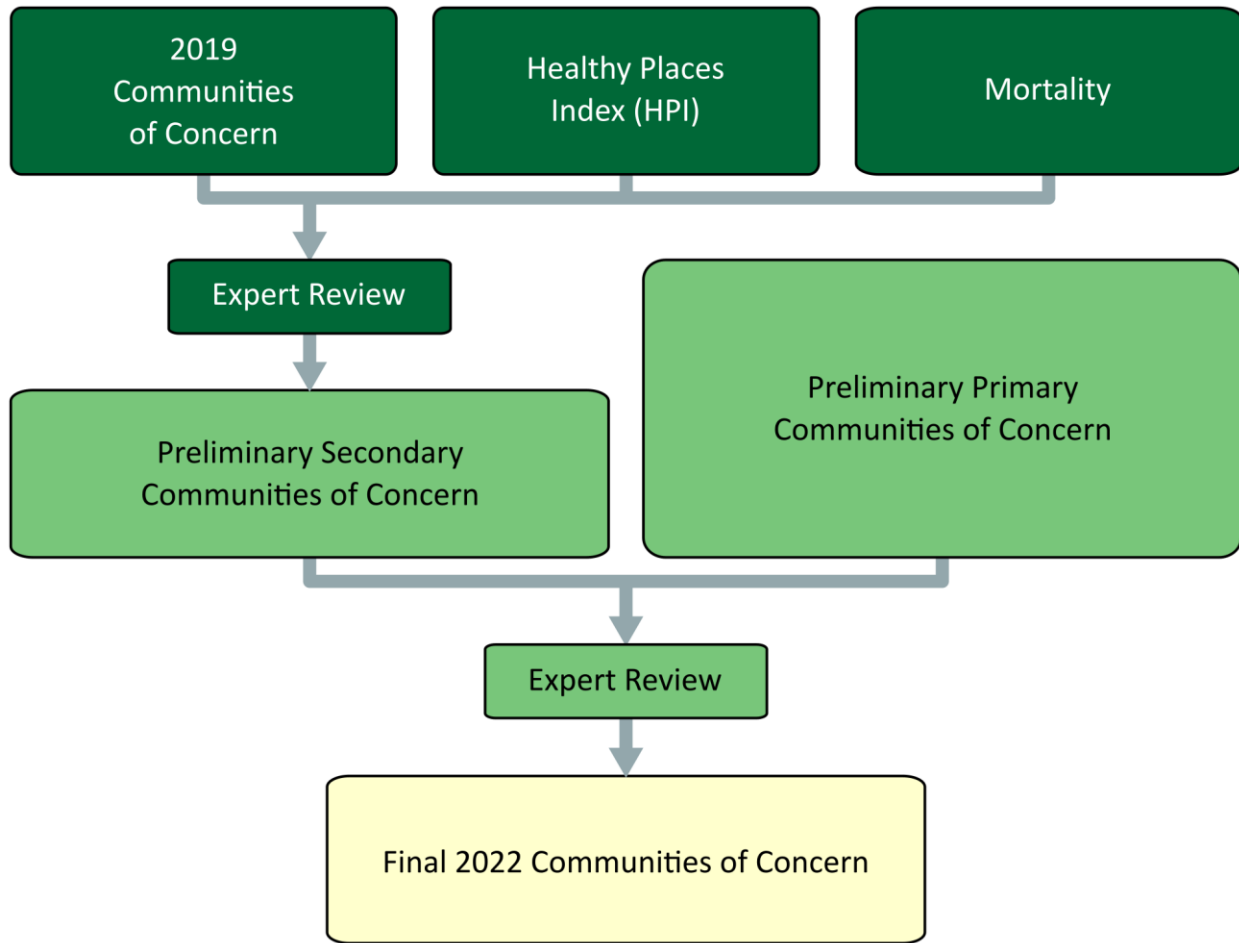 2019
Communities
of Concern
Healthy Places
Index (HPI)
Mortality
Expert Review
Preliminary Primary
Communities of Concern
Preliminary Secondary
Communities of Concern
Expert Review
Final 2022 Communities of Concern